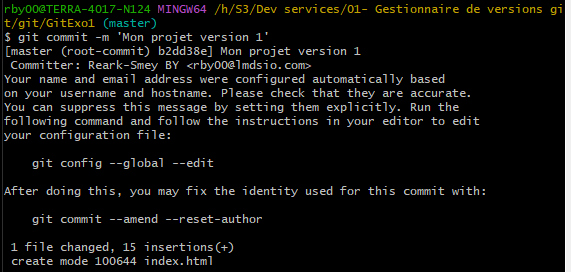 rby00@TERRA-4017-N124 MINGW64 /h/S3/Dev services/01- Gestionnaire de versions gi
t/git/GitExo1 (master)
$ git commit -m 'Mon projet version 1'
[master (root-commit) b2dd38e] Mon projet version 1
 Committer: Reark-Smey BY <rby00@lmdsio.com>
Your name and email address were configured automatically based
on your username and hostname. Please check that they are accurate.
You can suppress this message by setting them explicitly. Run the
following command and follow the instructions in your editor to edit
your configuration file:

    git config --global --edit

After doing this, you may fix the identity used for this commit with:

    git commit --amend --reset-author

 1 file changed, 15 insertions(+)
 create mode 100644 index.html